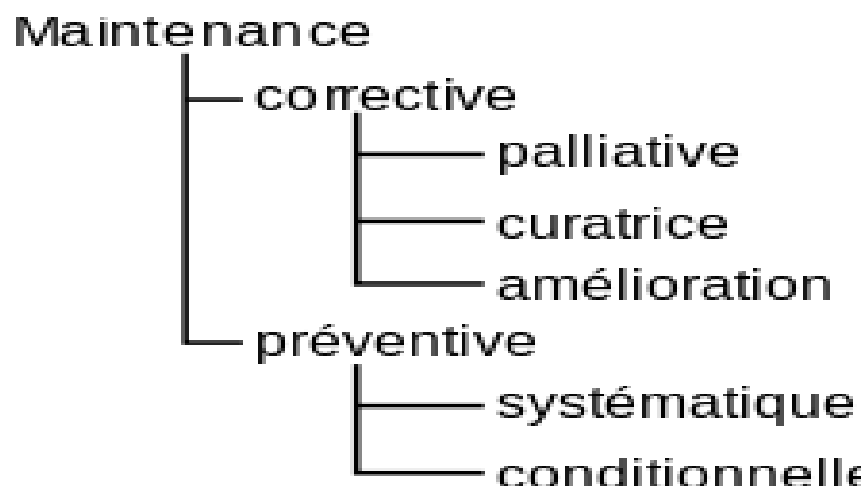 Maintenance
corrective
palliative
curatrice
amélioration
préventive
systématique
conditionnelle